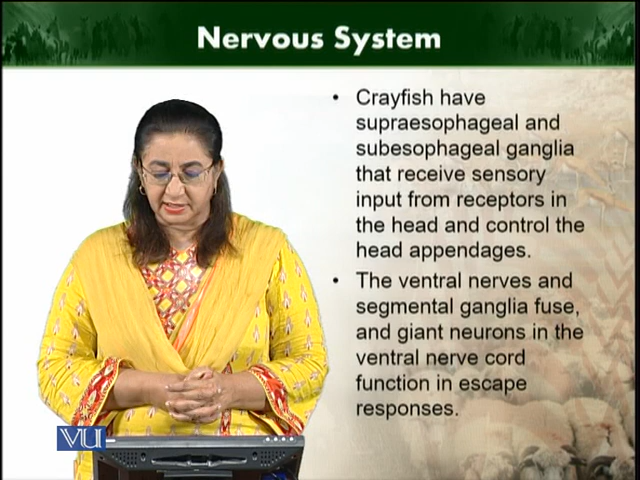 Nervous System
• Crayfish have
supraesophageal and
subesophageal ganglia
that receive sensory
input from receptors in
the head and control the
head appendages.
• The ventral nerves and
segmental ganglia fuse,
and giant neurons in the
ventral nerve cord
function in escape
responses.
VU